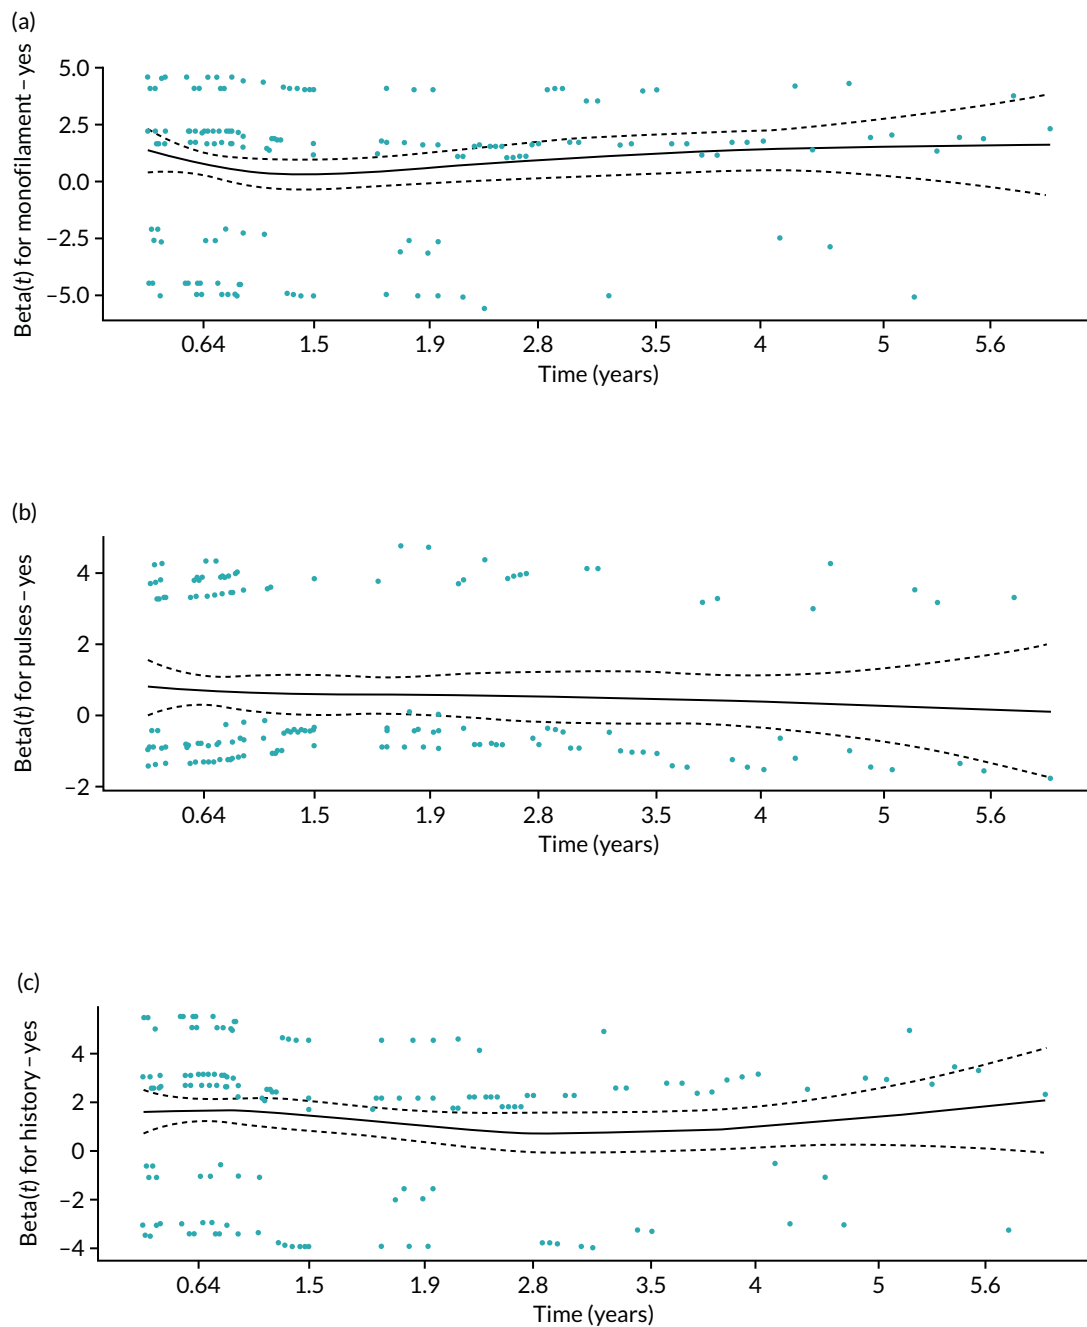 (a)
Beta(t) for monofilament – yes
5.0
2.5
0.0
–2.5
–5.0
0.64 1.5 1.9 2.8 3.5 4 5 5.6
Time (years)
(b)
Beta(t) for pulses – yes
4
2
0
–2
0.64 1.5 1.9 2.8 3.5 4 5 5.6
Time (years)
(c)
Beta(t) for history – yes
4
2
0
–2
–4
0.64 1.5 1.9 2.8 3.5 4 5 5.6
Time (years)